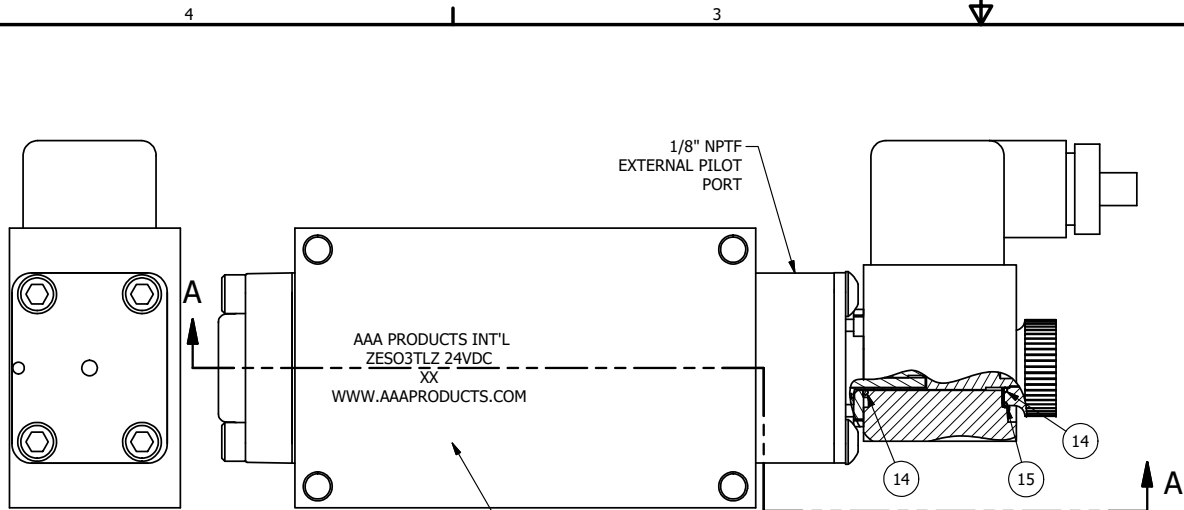 4
3
1/8" NPTF
EXTERNAL PILOT
PORT
A
AAA PRODUCTS INT'L
ZESO3TLZ 24VDC
XX
WWW.AAAPRODUCTS.COM
14
14
15
A